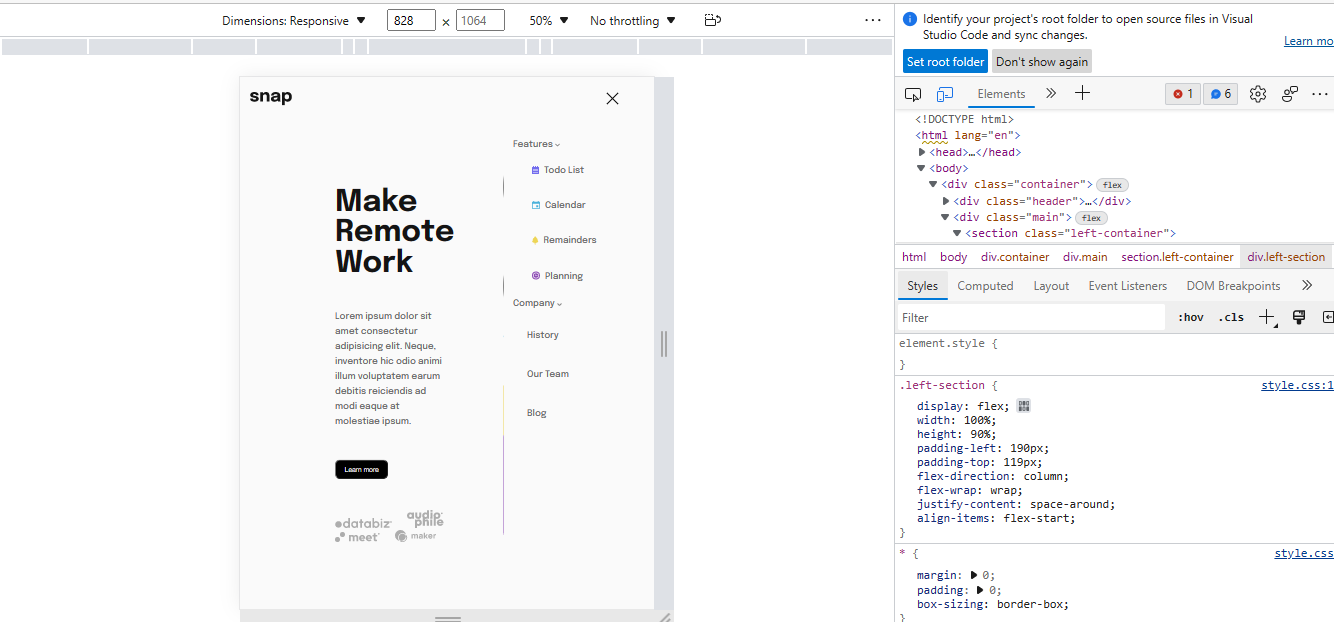 Dimensions: Responsive 828 × 1064 50% No throttling
snap
Features
Todo List
Calendar
Remainders
Planning
Company
History
Our Team
Blog
Make
Remote
Work
Lorem ipsum dolor sit
amet consectetur
adipisicing elit. Neque,
inventore hic odio animi
illum voluptatem earum
debitis reiciendis ad
modi eaque at
molestiae ipsum.
Learn more
databiz
audiophile
meet
maker
Identify your project's root folder to open source files in Visual
Studio Code and sync changes.
Learn mo
Set root folder Don't show again
Elements 1 6
<!DOCTYPE html>
<html lang="en">
<head>…</head>
<body>
<div class="container"> flex
<div class="header">…</div>
<div class="main"> flex
<section class="left-container">
html body div.container div.main section.left-container div.left-section
Styles Computed Layout Event Listeners DOM Breakpoints
Filter :hov .cls
element.style {
}
.left-section { style.css:1
display: flex;
width: 100%;
height: 90%;
padding-left: 190px;
padding-top: 119px;
flex-direction: column;
flex-wrap: wrap;
justify-content: space-around;
align-items: flex-start;
}
* { style.css
margin: 0;
padding: 0;
box-sizing: border-box;
}